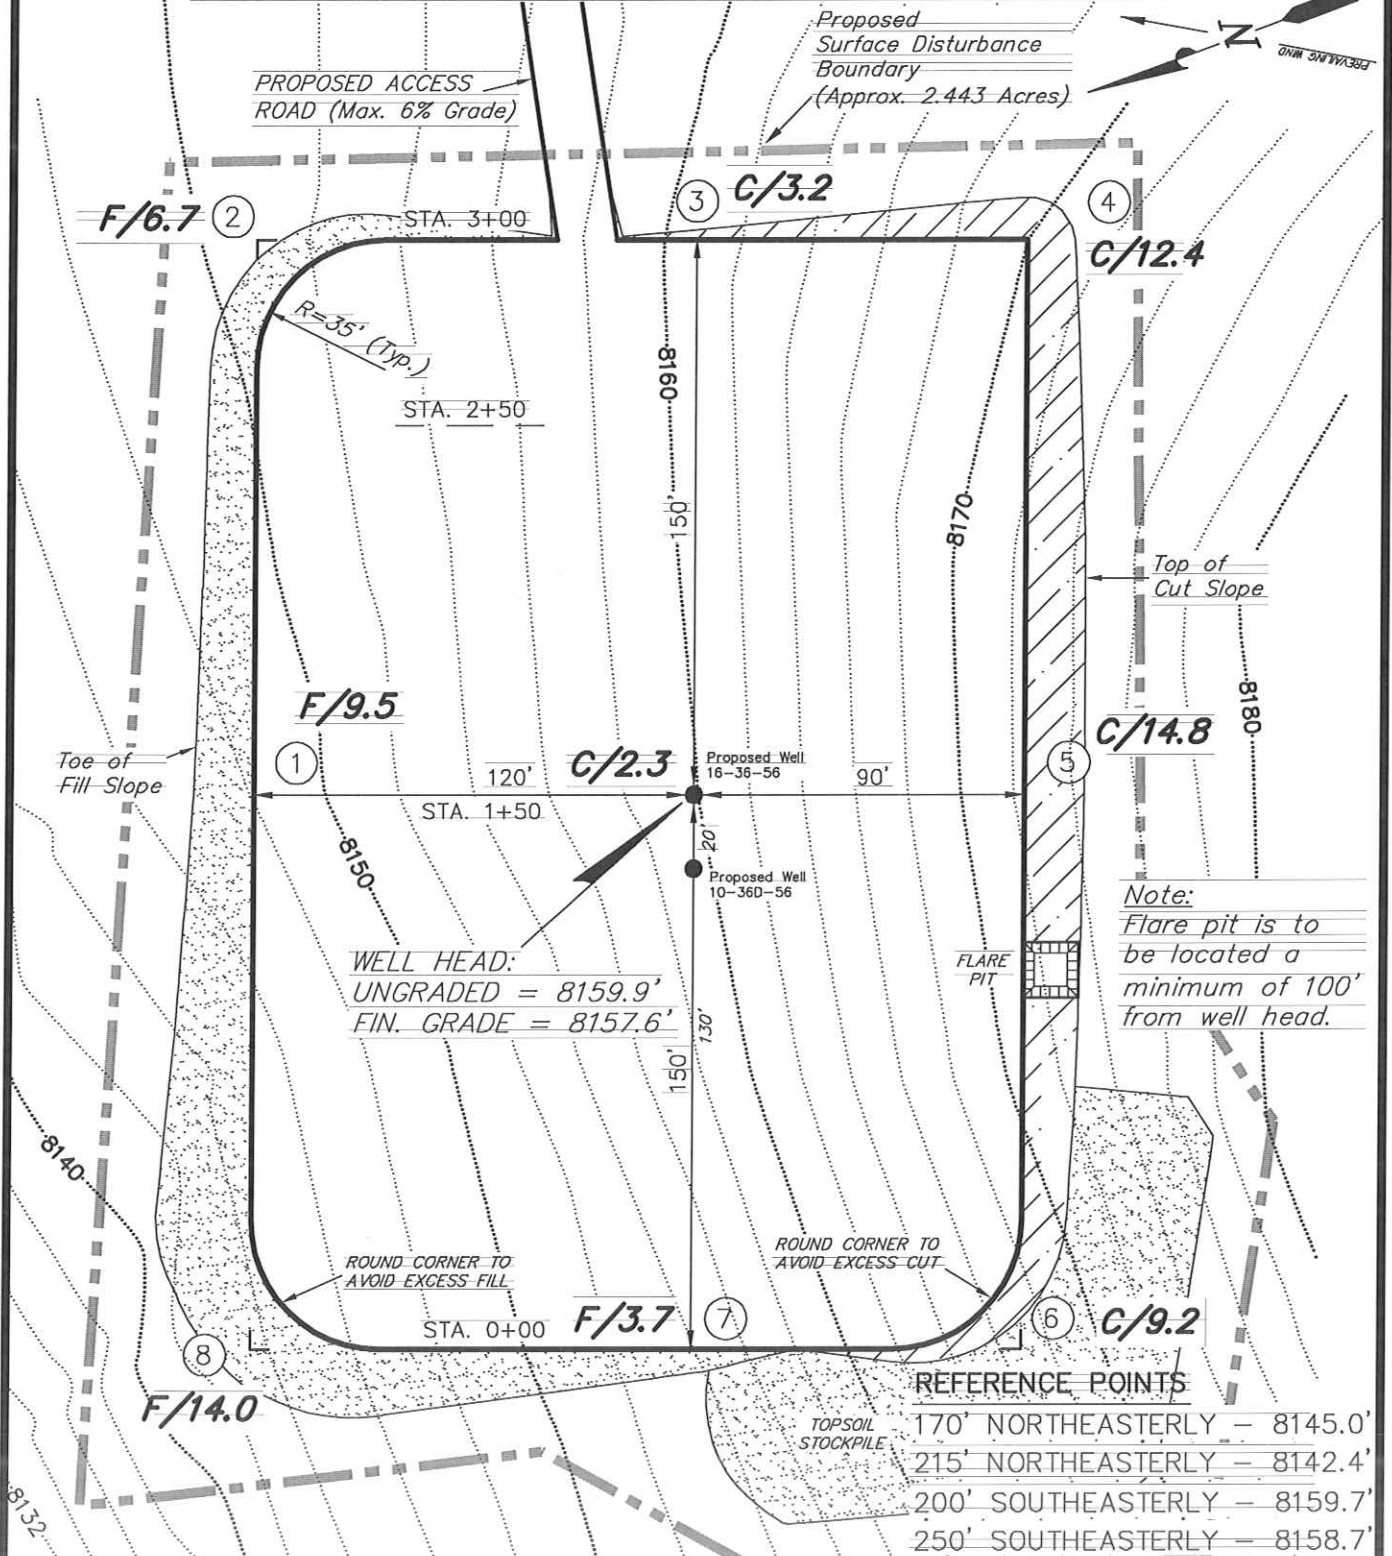 Proposed
Surface Disturbance
Boundary
(Approx. 2.443 Acres)
N
PREVAILING WIND
PROPOSED ACCESS
ROAD (Max. 6% Grade)
F/6.7
2
STA. 3+00
3
C/3.2
4
C/12.4
R=35' (Typ.)
8160
STA. 2+50
150'
8170
Top of
Cut Slope
F/9.5
1
Toe of
Fill Slope
120'
C/2.3
Proposed Well
16-36-56
90'
5
C/14.8
8180
STA. 1+50
20'
8150
Proposed Well
10-36D-56
WELL HEAD:
UNGRADED = 8159.9'
FIN. GRADE = 8157.6'
FLARE
PIT
Note:
Flare pit is to
be located a
minimum of 100'
from well head.
130'
150'
8140
ROUND CORNER TO
AVOID EXCESS FILL
ROUND CORNER TO
AVOID EXCESS CUT
STA. 0+00
F/3.7
7
6
C/9.2
8
F/14.0
TOPSOIL
STOCKPILE
8132
REFERENCE POINTS
170' NORTHEASTERLY - 8145.0'
215' NORTHEASTERLY - 8142.4'
200' SOUTHEASTERLY - 8159.7'
250' SOUTHEASTERLY - 8158.7'